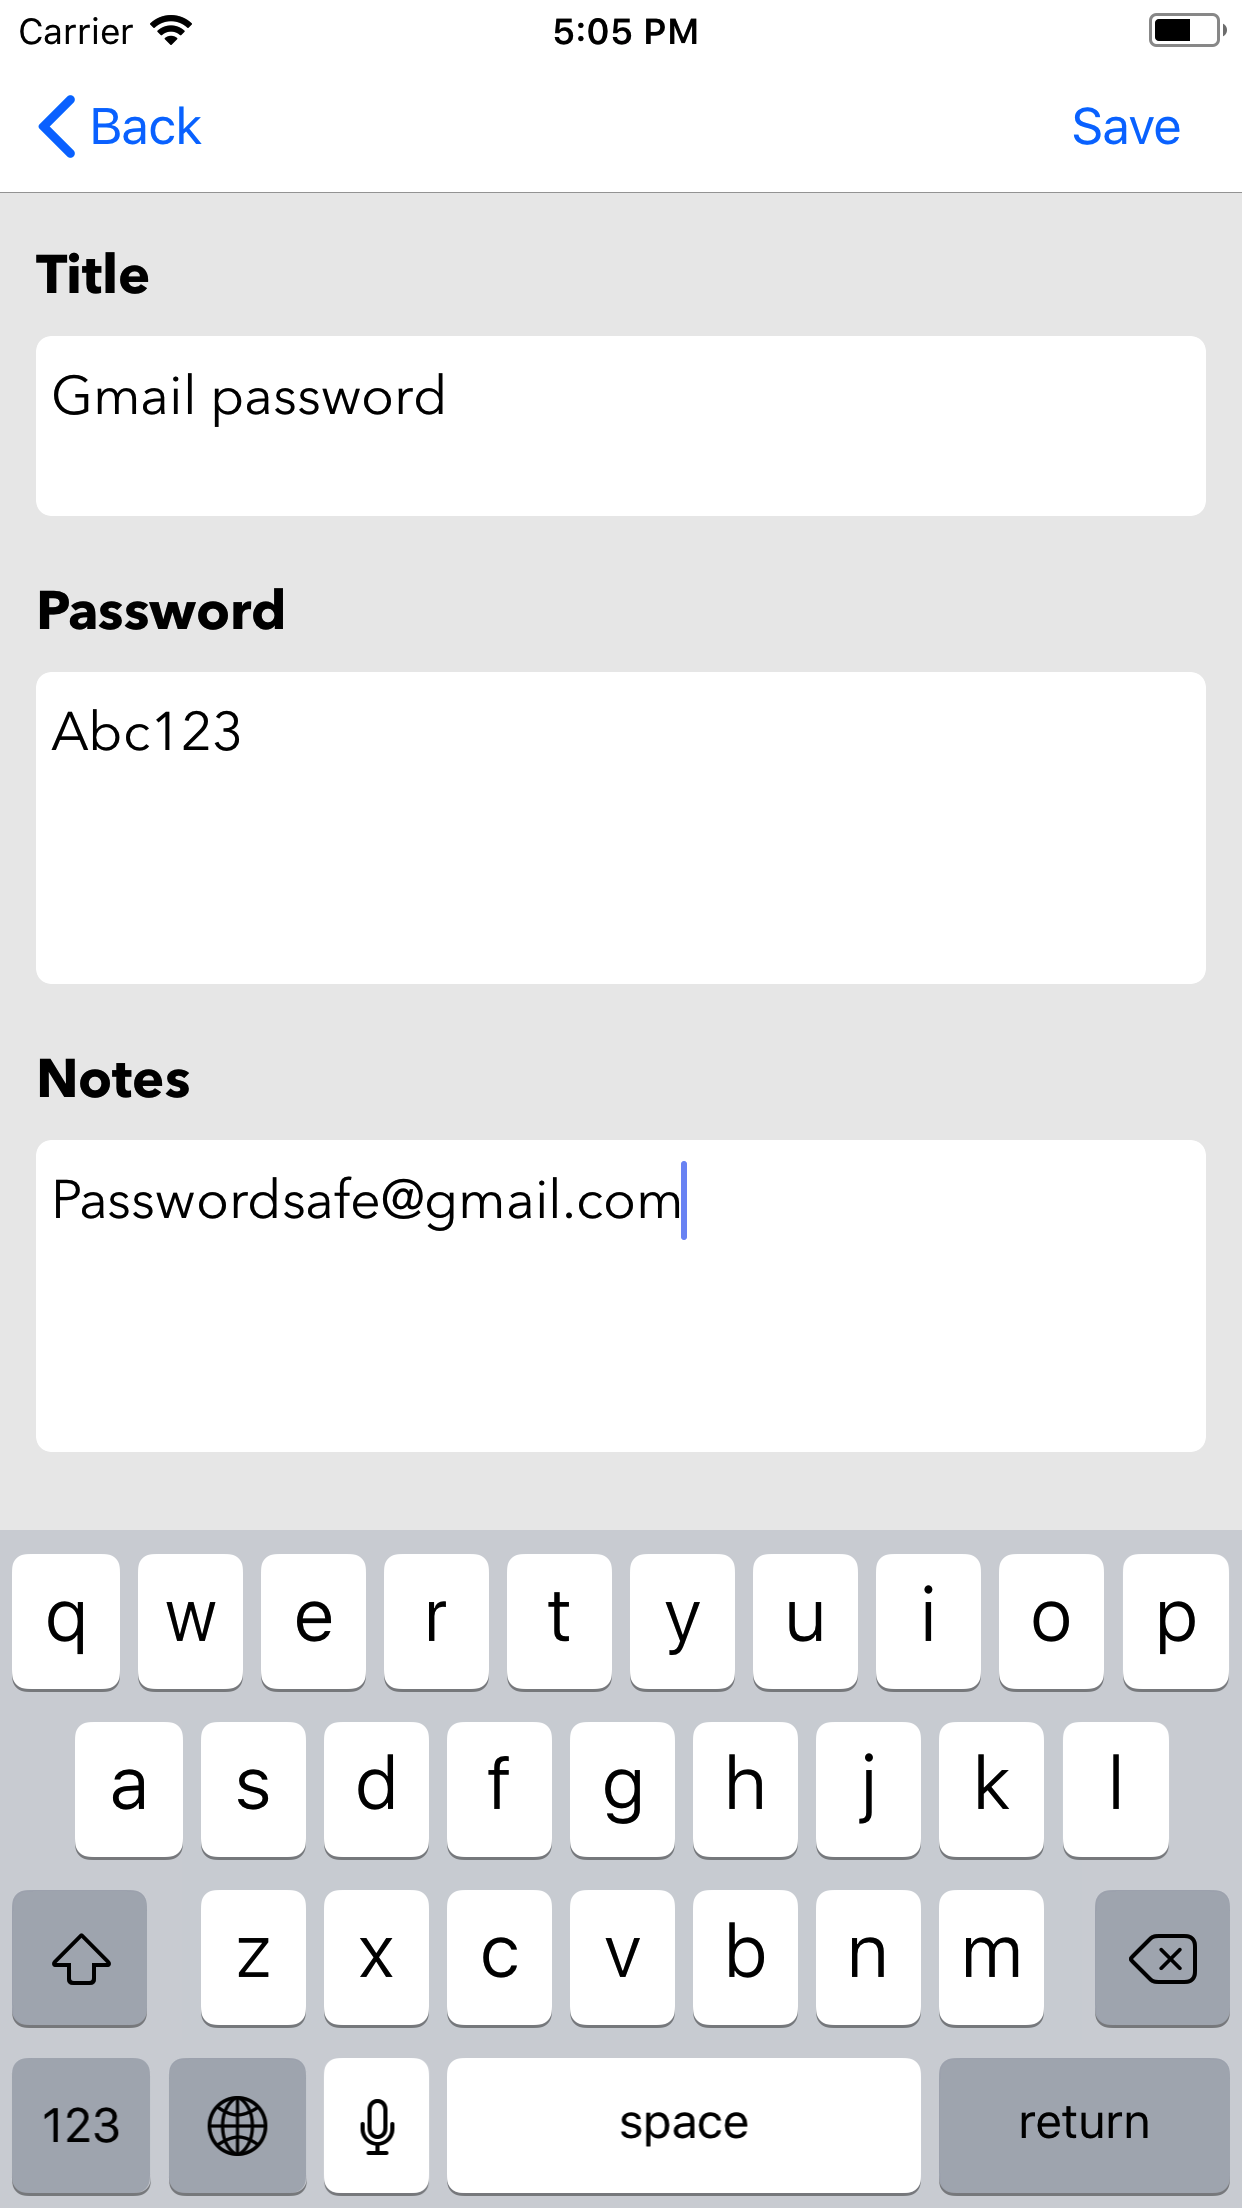 Carrier 5:05 PM
Back Save
Title
Gmail password
Password
Abc123
Notes
Passwordsafe@gmail.com
q w e r t y u i o p
a s d f g h j k l
z x c v b n m
123 space return